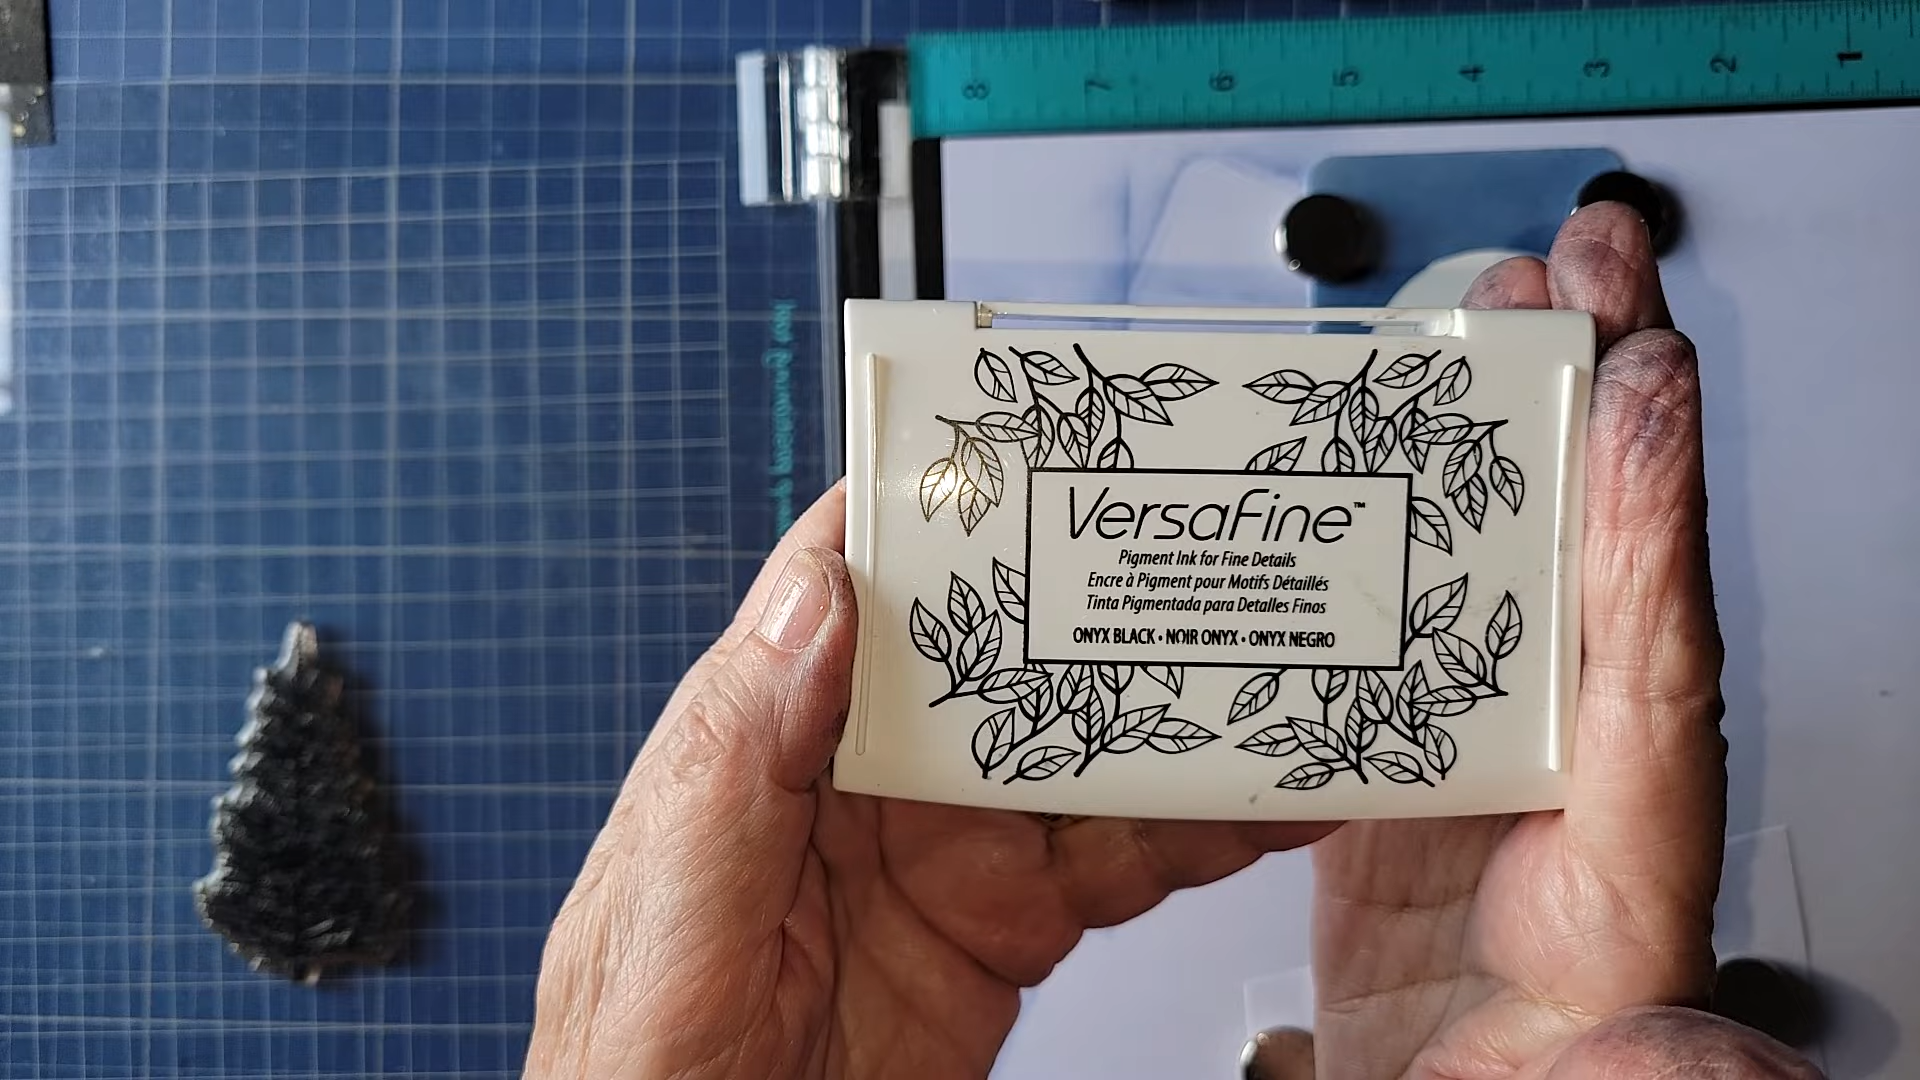 8 7 6 5 4 3 2 1
VersaFine™
Pigment Ink for Fine Details
Encre à Pigment pour Motifs Détaillés
Tinta Pigmentada para Detalles Finos
ONYX BLACK • NOIR ONYX • ONYX NEGRO